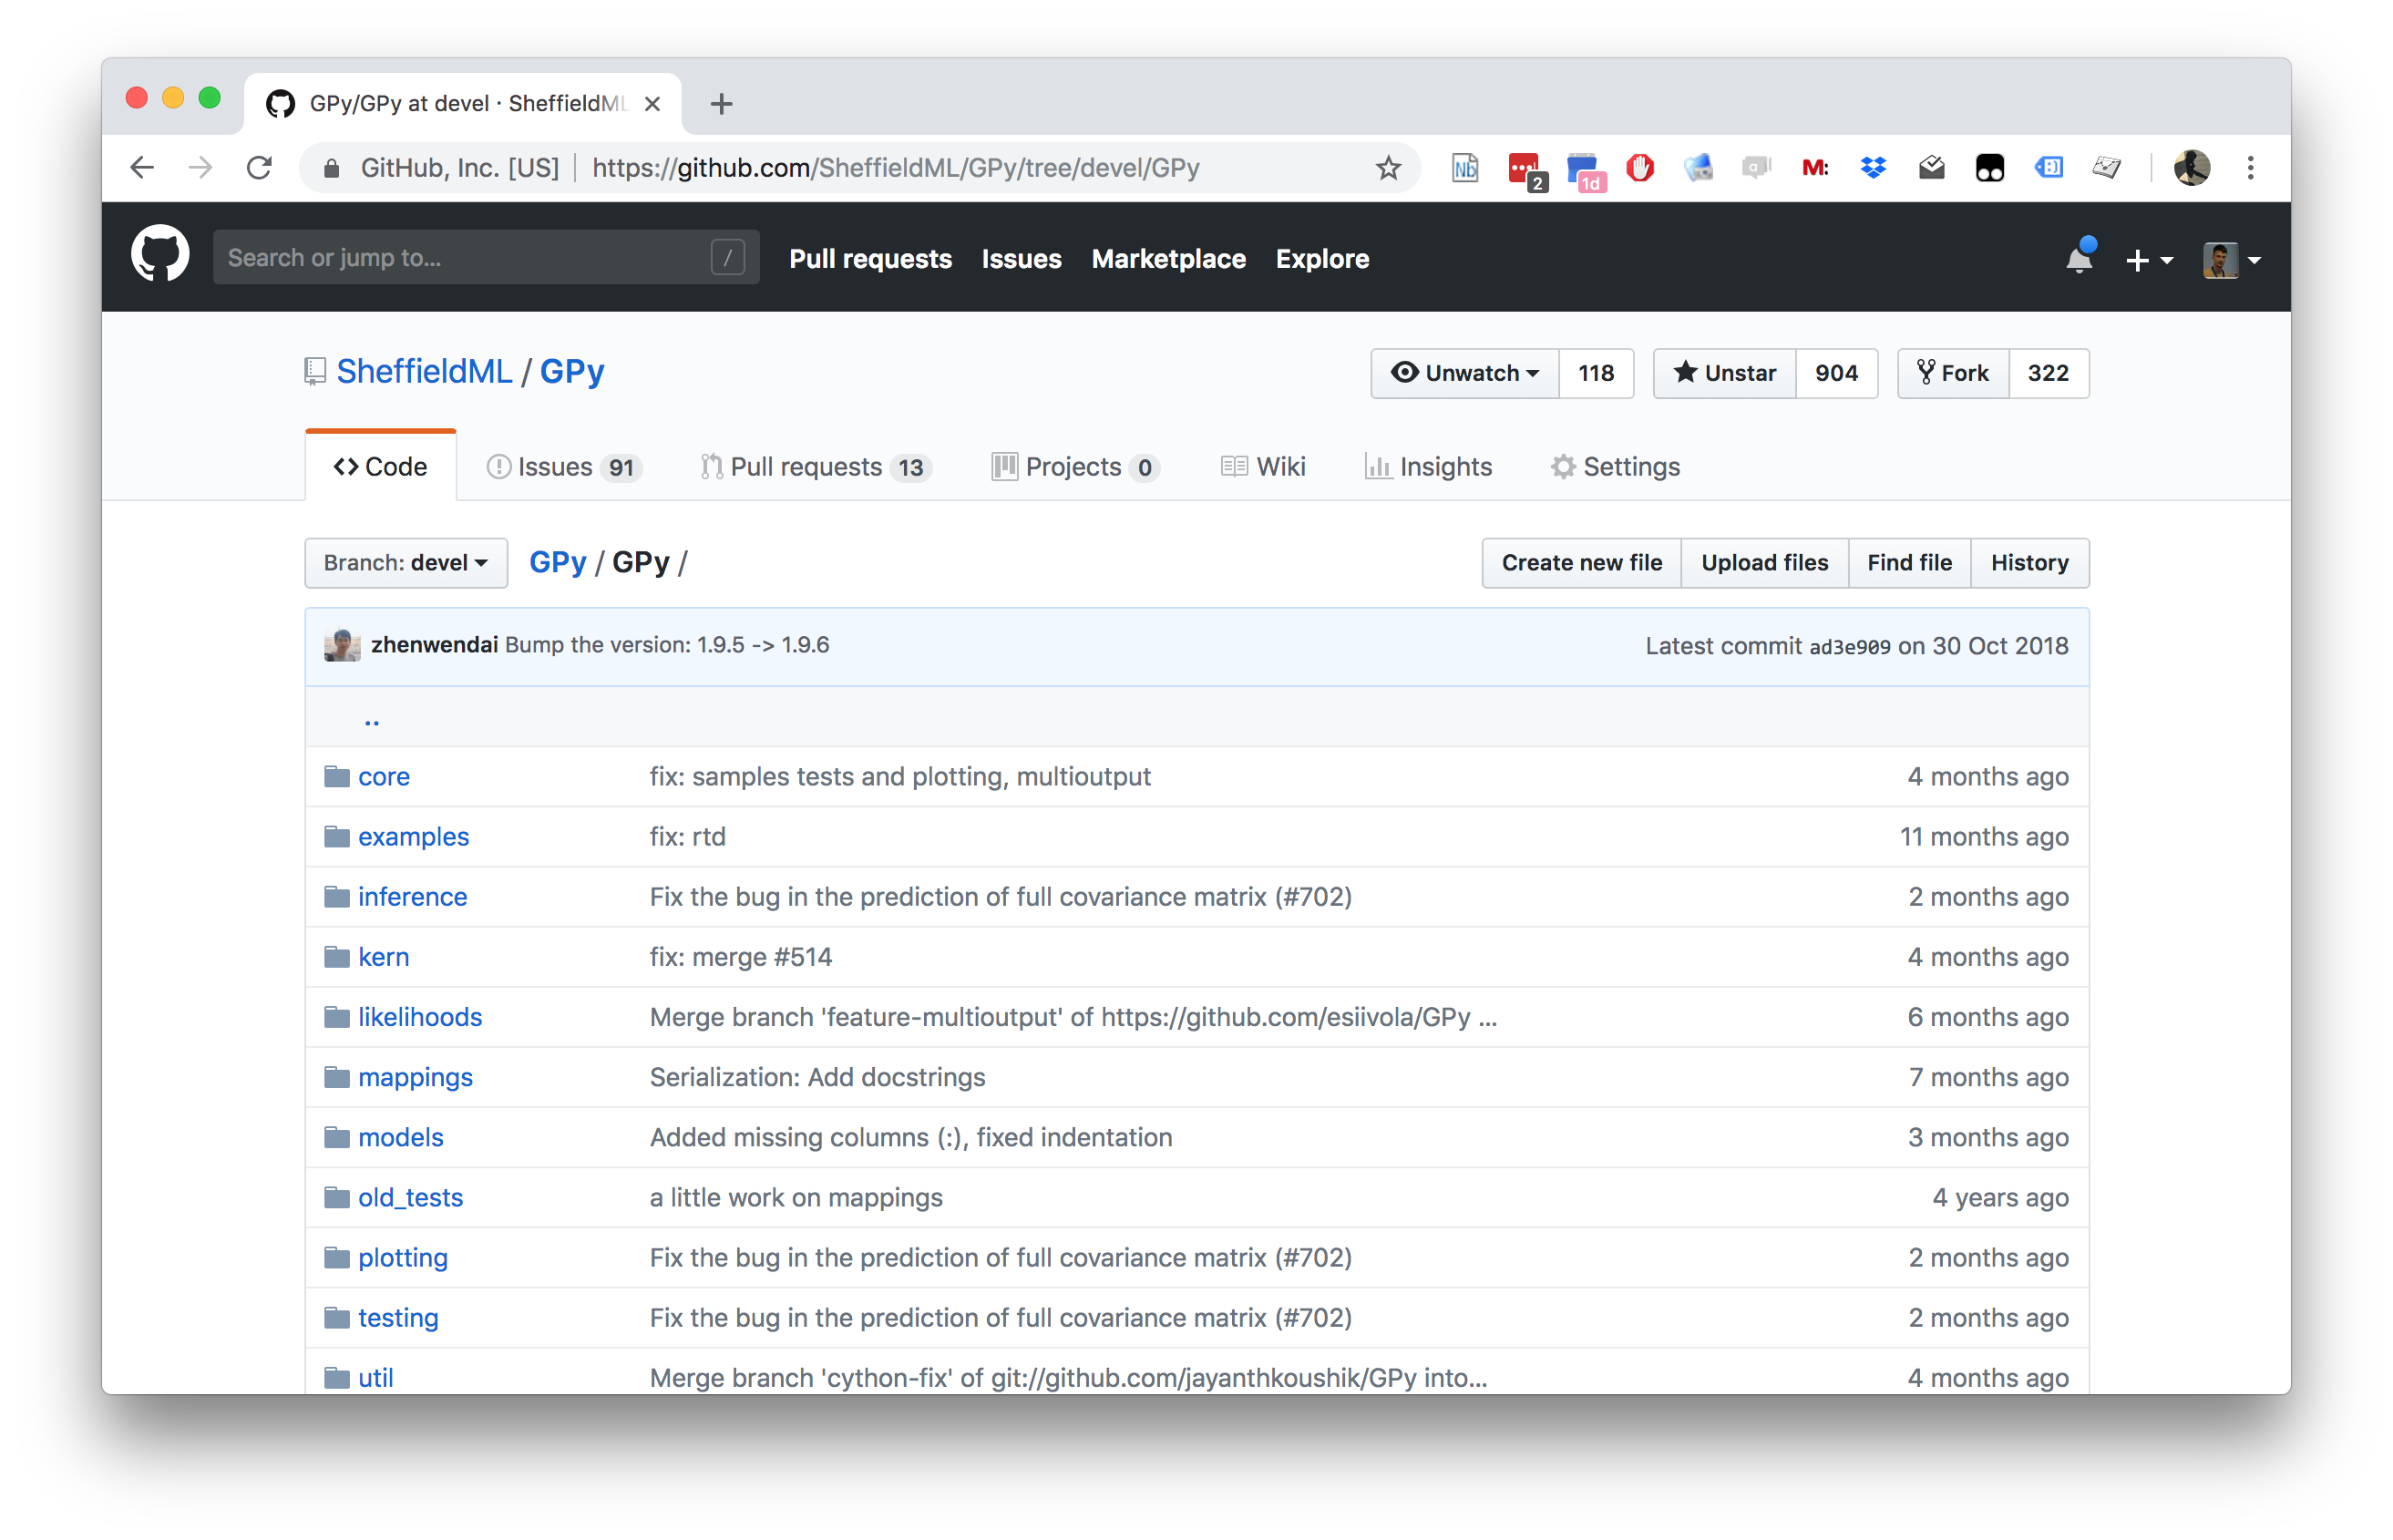 GPy/GPy at devel · SheffieldML
GitHub, Inc. [US] https://github.com/SheffieldML/GPy/tree/devel/GPy Nb 2 1d a M:
Search or jump to... / Pull requests Issues Marketplace Explore
SheffieldML / GPy Unwatch 118 Unstar 904 Fork 322
Code Issues 91 Pull requests 13 Projects 0 Wiki Insights Settings
Branch: devel GPy / GPy / Create new file Upload files Find file History
zhenwendai Bump the version: 1.9.5 -> 1.9.6 Latest commit ad3e909 on 30 Oct 2018
..
core fix: samples tests and plotting, multioutput 4 months ago
examples fix: rtd 11 months ago
inference Fix the bug in the prediction of full covariance matrix (#702) 2 months ago
kern fix: merge #514 4 months ago
likelihoods Merge branch 'feature-multioutput' of https://github.com/esiivola/GPy ... 6 months ago
mappings Serialization: Add docstrings 7 months ago
models Added missing columns (:), fixed indentation 3 months ago
old_tests a little work on mappings 4 years ago
plotting Fix the bug in the prediction of full covariance matrix (#702) 2 months ago
testing Fix the bug in the prediction of full covariance matrix (#702) 2 months ago
util Merge branch 'cython-fix' of git://github.com/jayanthkoushik/GPy into... 4 months ago